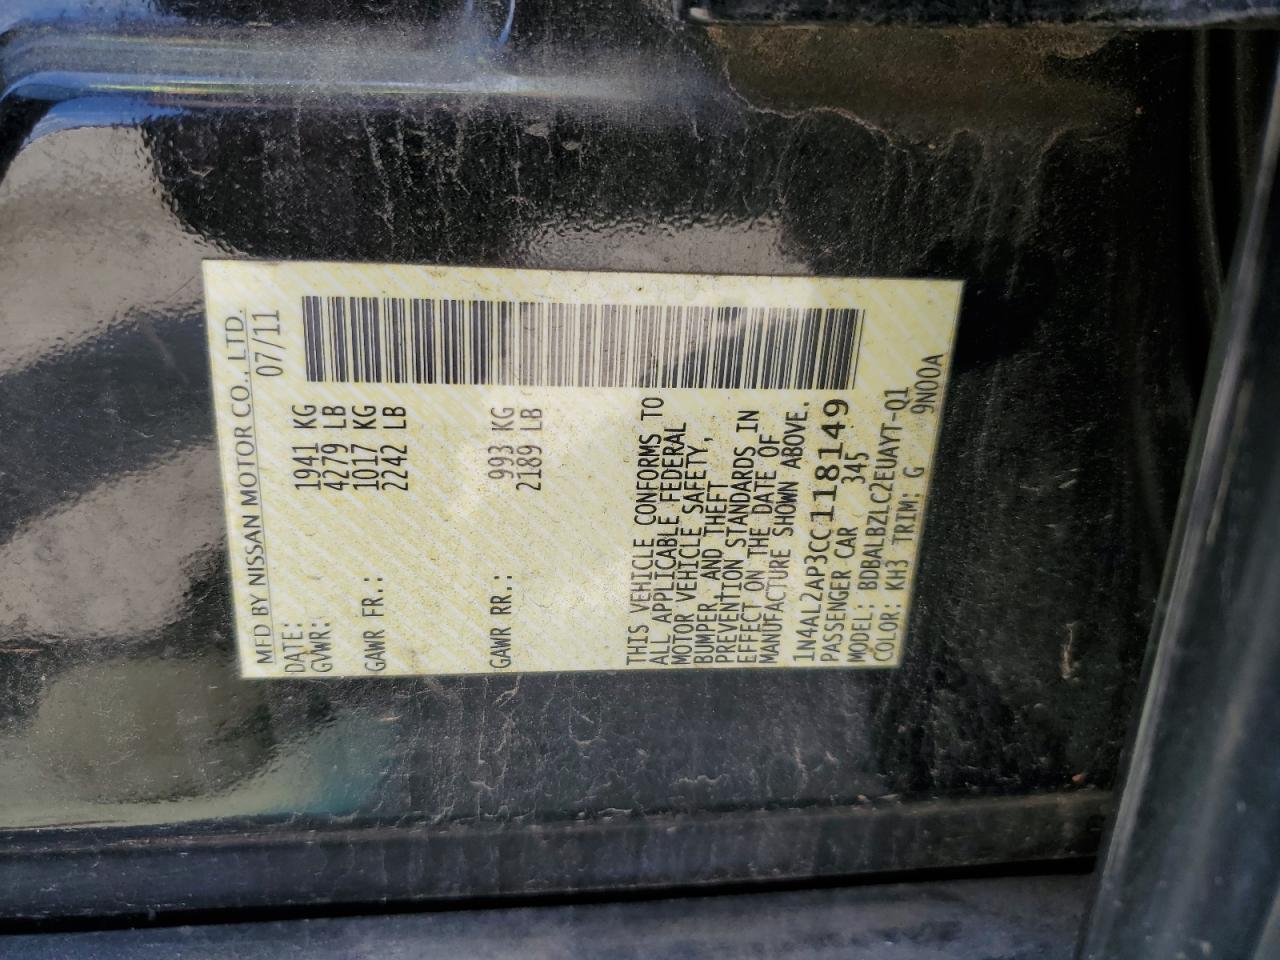 MFD BY NISSAN MOTOR CO., LTD.
DATE: 07/11
GVWR: 1941 KG
4279 LB
GAWR FR.: 1017 KG
2242 LB
GAWR RR.: 993 KG
2189 LB
THIS VEHICLE CONFORMS TO
ALL APPLICABLE FEDERAL
MOTOR VEHICLE SAFETY,
BUMPER, AND THEFT
PREVENTION STANDARDS IN
EFFECT ON THE DATE OF
MANUFACTURE SHOWN ABOVE.
1N4AL2AP3CC118149
PASSENGER CAR 345
MODEL: BDBALBZLC2EUAYT-Q1
COLOR: KH3 TRIM: G 9N00A